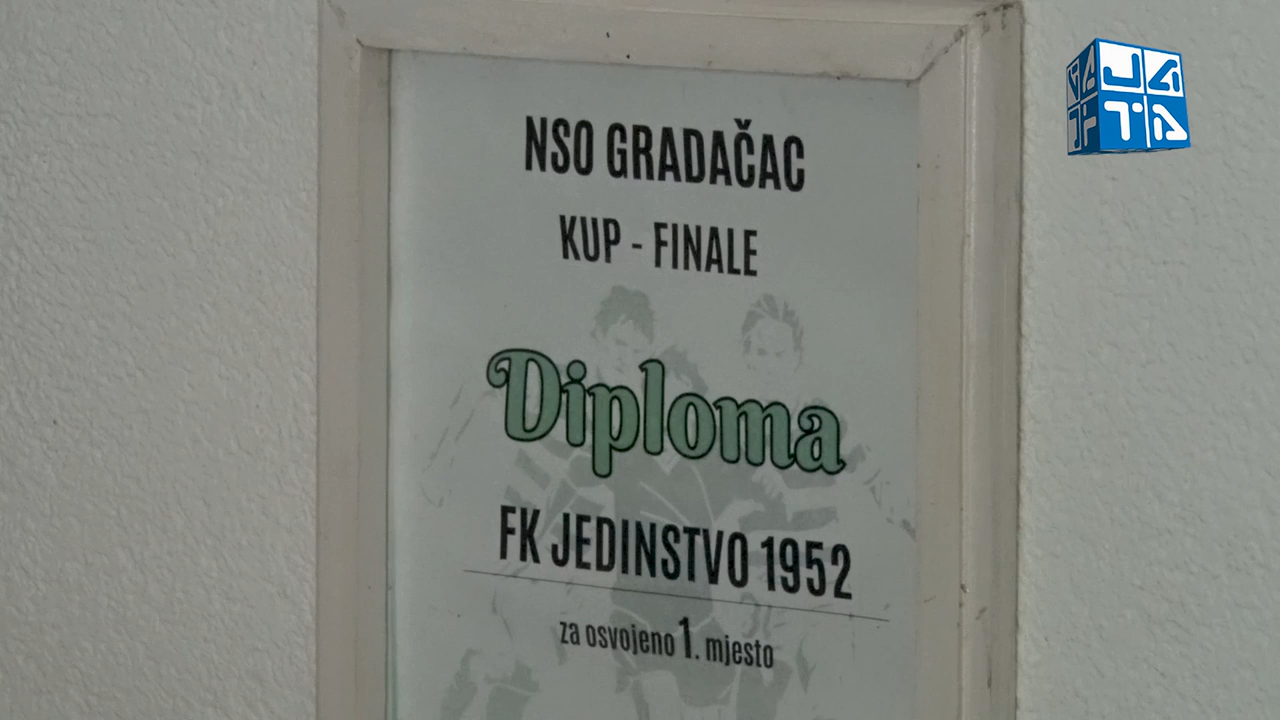 NSO GRADAČAC
KUP - FINALE
Diploma
FK JEDINSTVO 1952
za osvojeno 1. mjesto